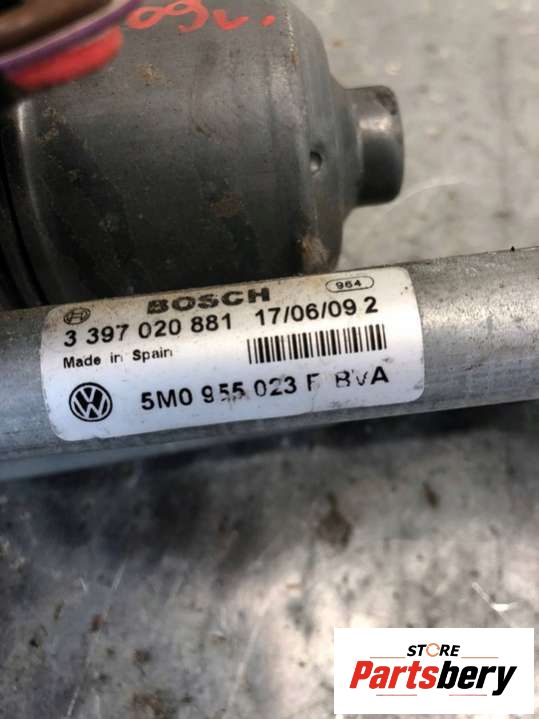 09v.
964
BOSCH
3 397 020 881 17/06/09 2
Made in Spain
5M0 955 023 F BVA
STORE
Partsbery